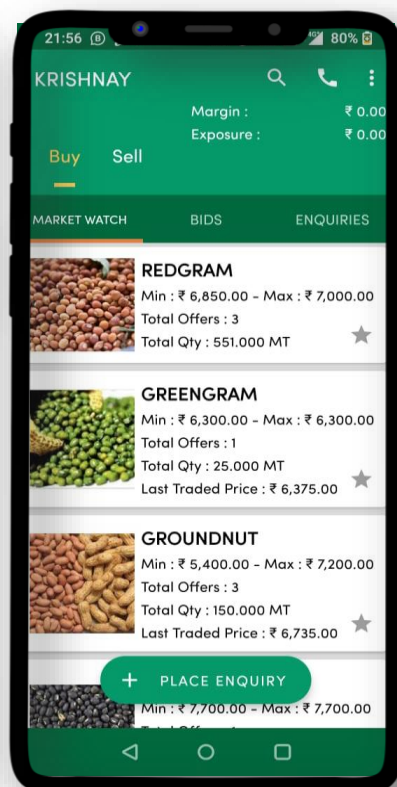 21:56
80%
KRISHNAY
Margin : ₹ 0.00
Exposure : ₹ 0.00
Buy Sell
MARKET WATCH BIDS ENQUIRIES
REDGRAM
Min : ₹ 6,850.00 - Max : ₹ 7,000.00
Total Offers : 3
Total Qty : 551.000 MT
GREENGRAM
Min : ₹ 6,300.00 - Max : ₹ 6,300.00
Total Offers : 1
Total Qty : 25.000 MT
Last Traded Price : ₹ 6,375.00
GROUNDNUT
Min : ₹ 5,400.00 - Max : ₹ 7,200.00
Total Offers : 3
Total Qty : 150.000 MT
Last Traded Price : ₹ 6,735.00
+ PLACE ENQUIRY
Min : ₹ 7,700.00 - Max : ₹ 7,700.00